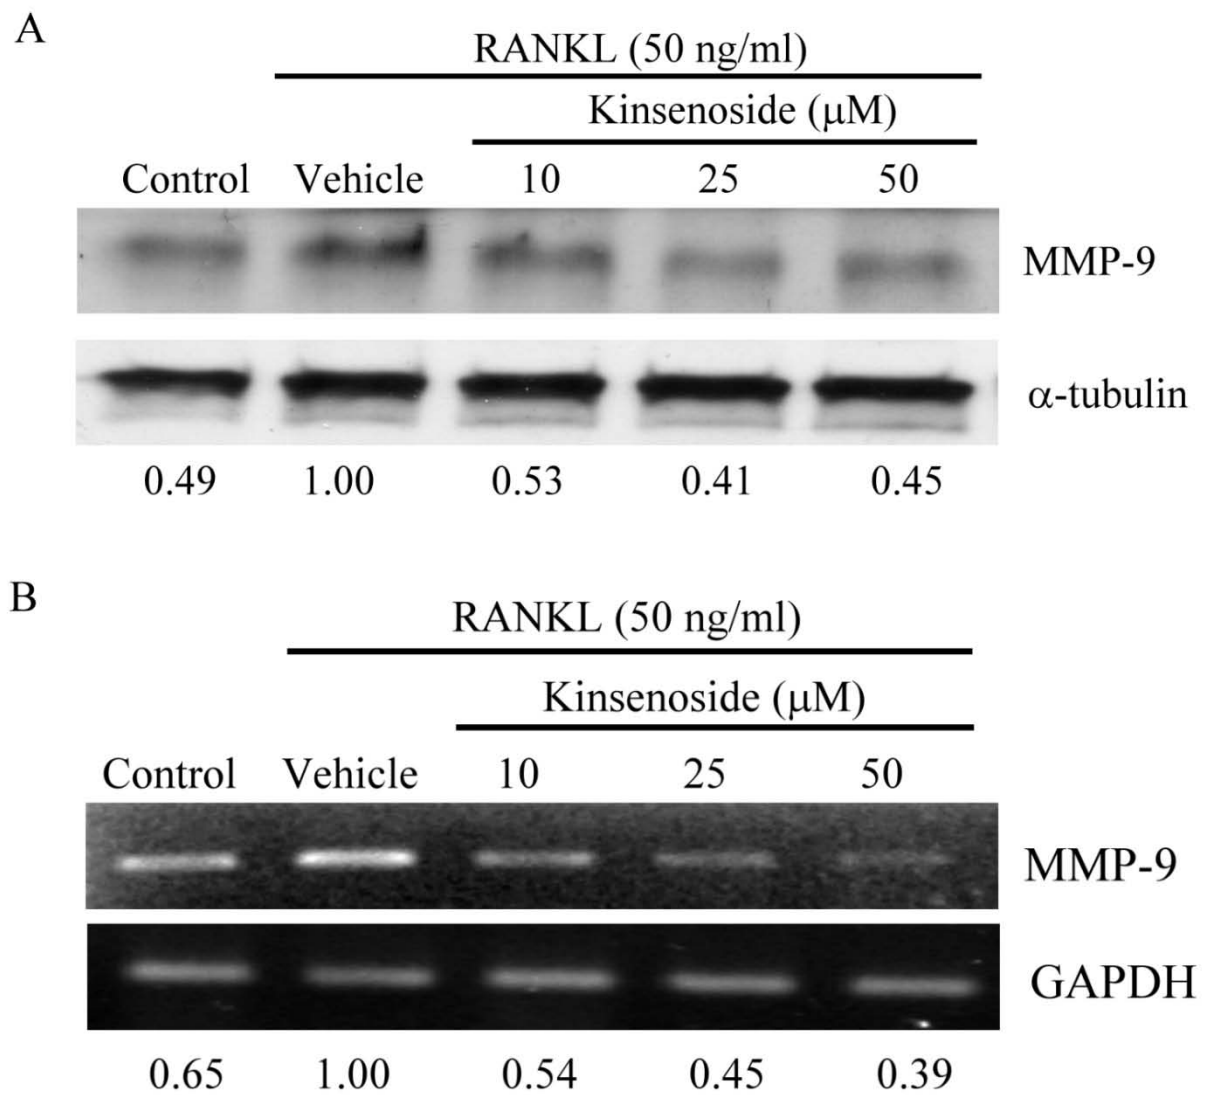 A
RANKL (50 ng/ml)
Kinsenoside (μM)
Control Vehicle 10 25 50
MMP-9
α-tubulin
0.49 1.00 0.53 0.41 0.45
B
RANKL (50 ng/ml)
Kinsenoside (μM)
Control Vehicle 10 25 50
MMP-9
GAPDH
0.65 1.00 0.54 0.45 0.39